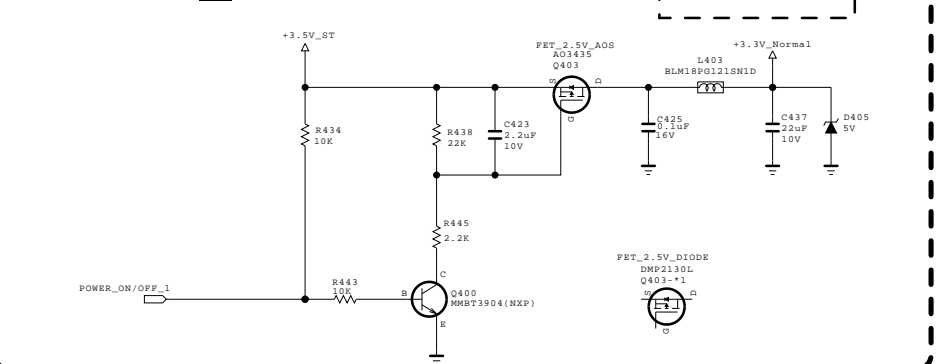 +3.5V_ST
FET_2.5V_AOS
AO3435
Q403
+3.3V_Normal
L403
BLM18PG121SN1D
S
D
G
R434
10K
R438
22K
C423
2.2uF
10V
C425
0.1uF
16V
C437
22uF
10V
D405
5V
R445
2.2K
FET_2.5V_DIODE
DMP2130L
Q403-*1
S
D
G
POWER_ON/OFF_1
R443
10K
B
C
E
Q400
MMBT3904(NXP)